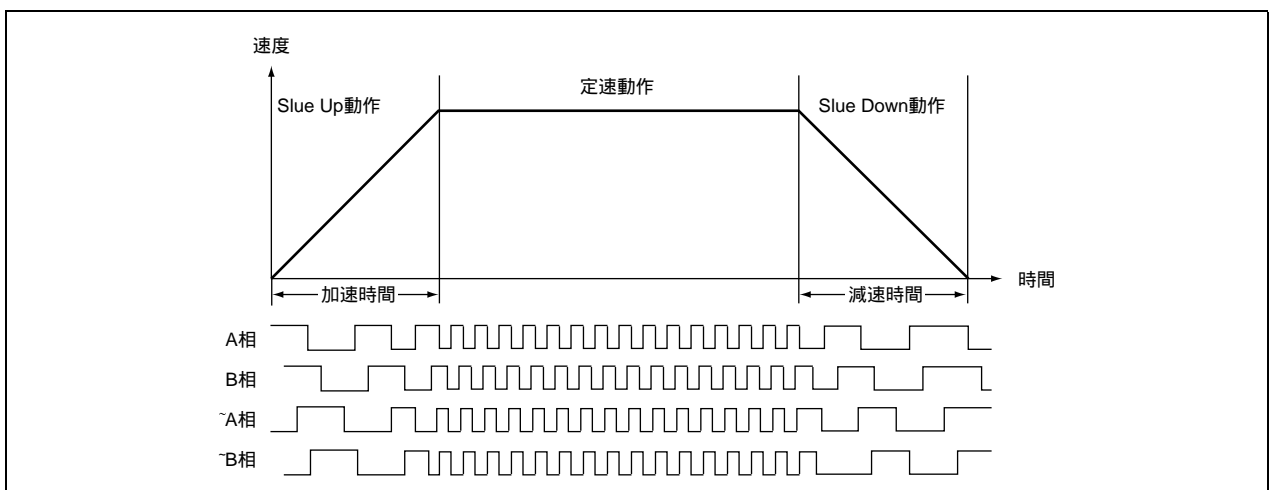 速度
Slue Up動作
定速動作
Slue Down動作
時間
加速時間
減速時間
A相
B相
~A相
~B相